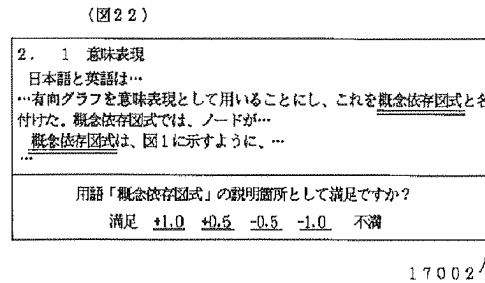 (図22)
2. 1 意味表現
日本語と英語は…
…有向グラフを意味表現として用いることにし、これを概念依存図式と名
付けた。概念依存図式では、ノードが…
概念依存図式は、図1に示すように、…
…
用語「概念依存図式」の説明箇所として満足ですか?
満足 +1.0 +0.5 -0.5 -1.0 不満
17002